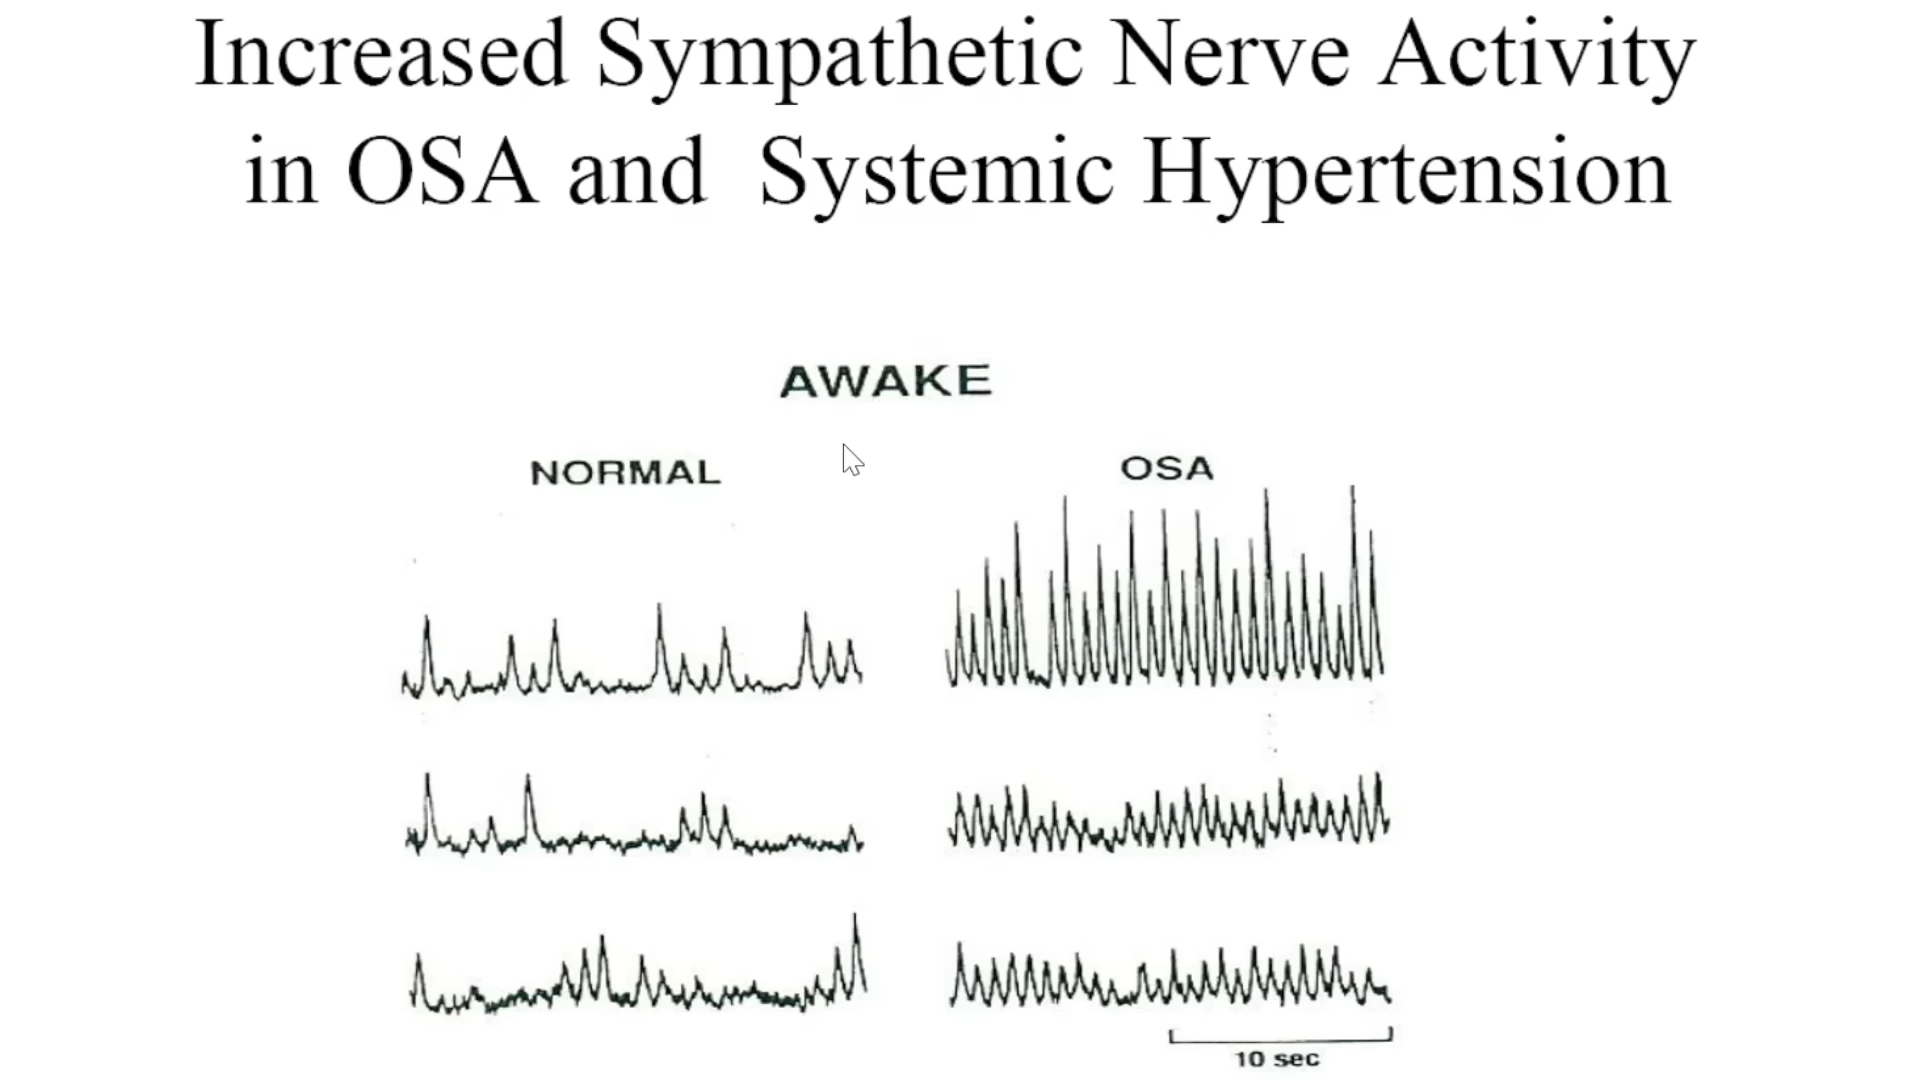 Increased Sympathetic Nerve Activity
in OSA and Systemic Hypertension
AWAKE
NORMAL
OSA
10 sec